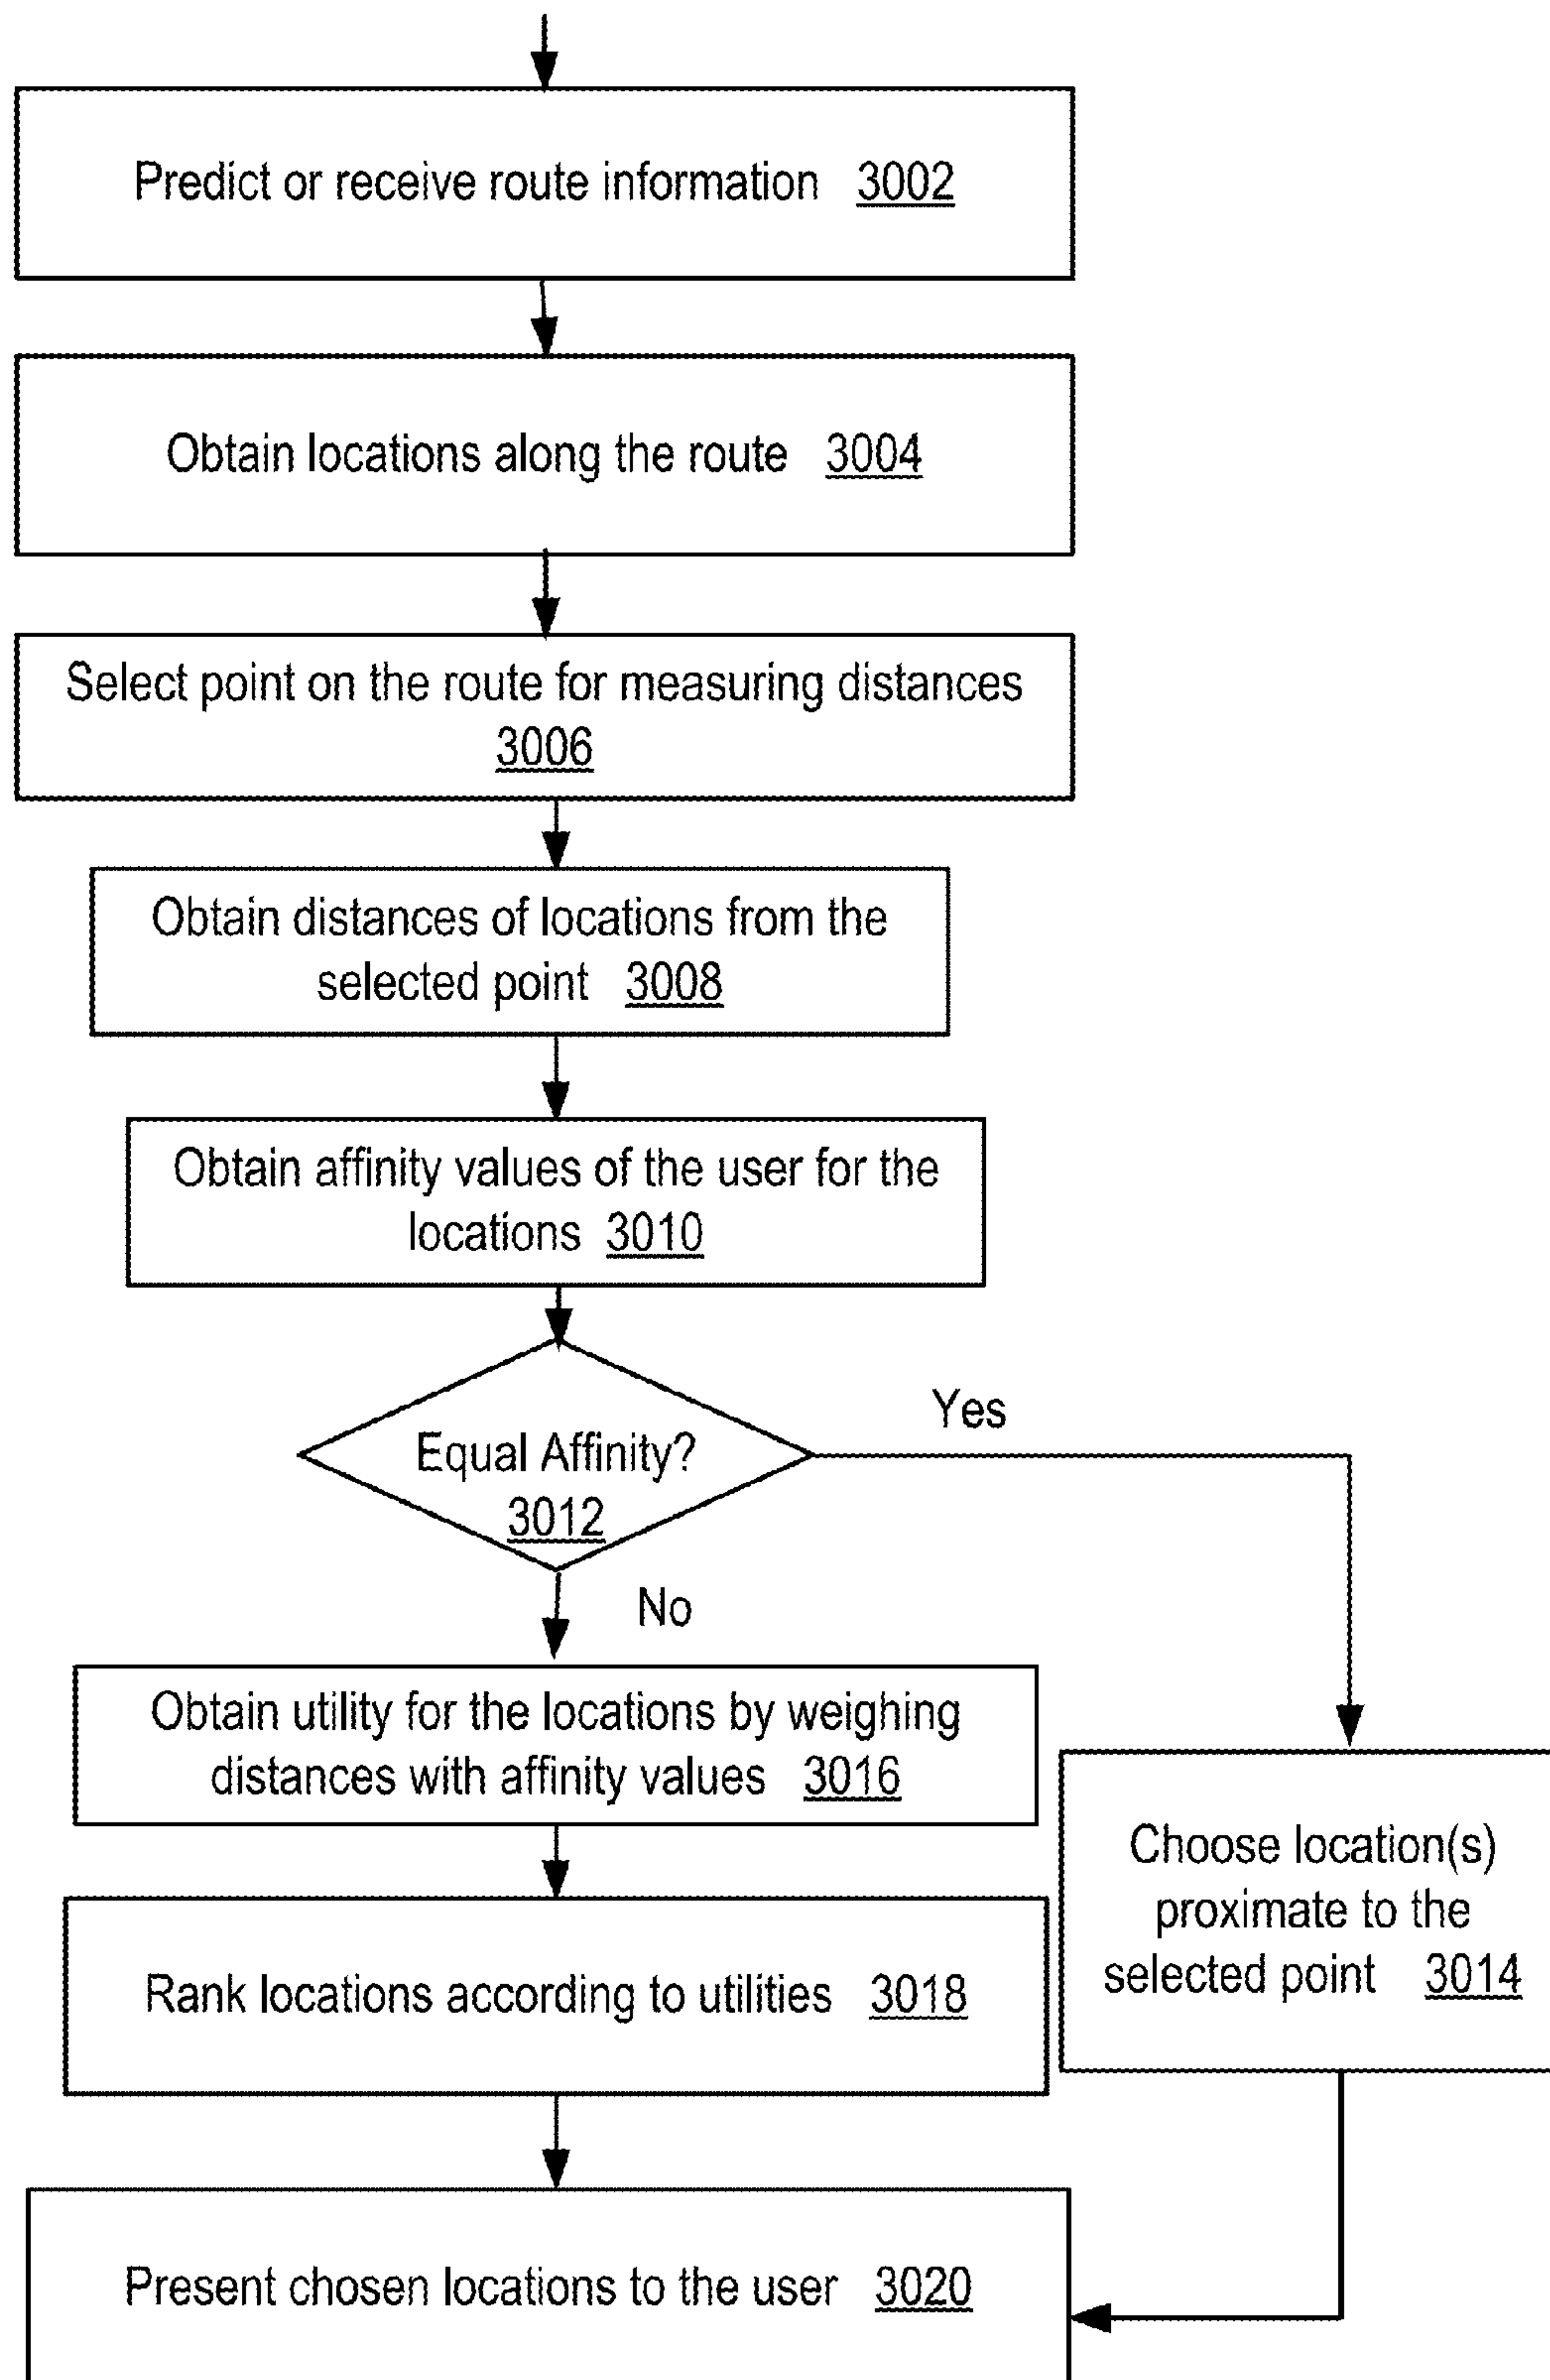 Predict or receive route information 3002
Obtain locations along the route 3004
Select point on the route for measuring distances
3006
Obtain distances of locations from the
selected point 3008
Obtain affinity values of the user for the
locations 3010
Equal Affinity?
3012
Yes
No
Obtain utility for the locations by weighing
distances with affinity values 3016
Choose location(s)
proximate to the
selected point 3014
Rank locations according to utilities 3018
Present chosen locations to the user 3020